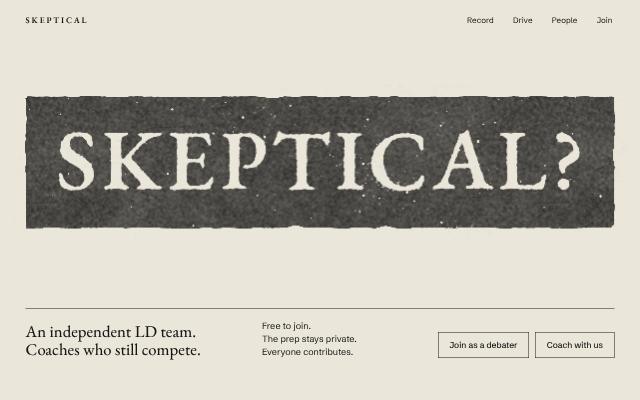 SKEPTICAL
Record Drive People Join
SKEPTICAL?
An independent LD team.
Coaches who still compete.
Free to join.
The prep stays private.
Everyone contributes.
Join as a debater
Coach with us